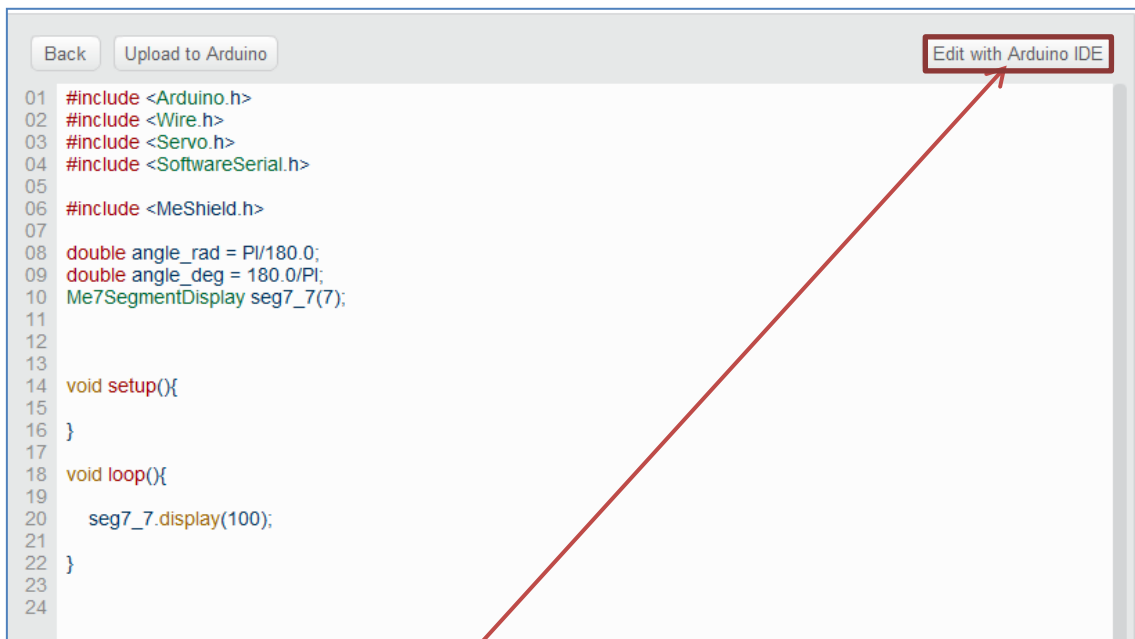 Back Upload to Arduino Edit with Arduino IDE
01 #include <Arduino.h>
02 #include <Wire.h>
03 #include <Servo.h>
04 #include <SoftwareSerial.h>
05
06 #include <MeShield.h>
07
08 double angle_rad = PI/180.0;
09 double angle_deg = 180.0/PI;
10 Me7SegmentDisplay seg7_7(7);
11
12
13
14 void setup(){
15
16 }
17
18 void loop(){
19
20 seg7_7.display(100);
21
22 }
23
24